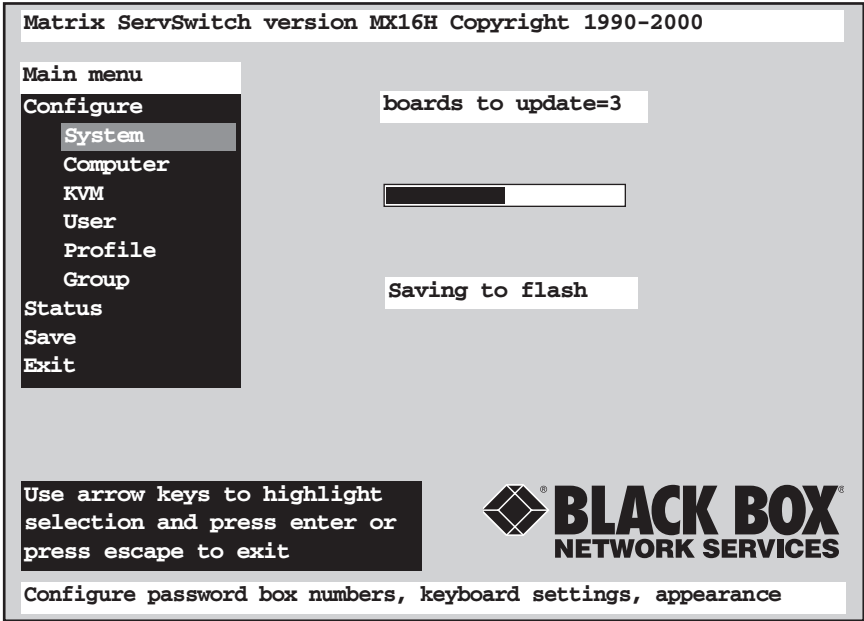 Matrix ServSwitch version MX16H Copyright 1990-2000
Main menu
Configure
System
Computer
KVM
User
Profile
Group
Status
Save
Exit
boards to update=3
Saving to flash
Use arrow keys to highlight
selection and press enter or
press escape to exit
® BLACK BOX®
NETWORK SERVICES
Configure password box numbers, keyboard settings, appearance